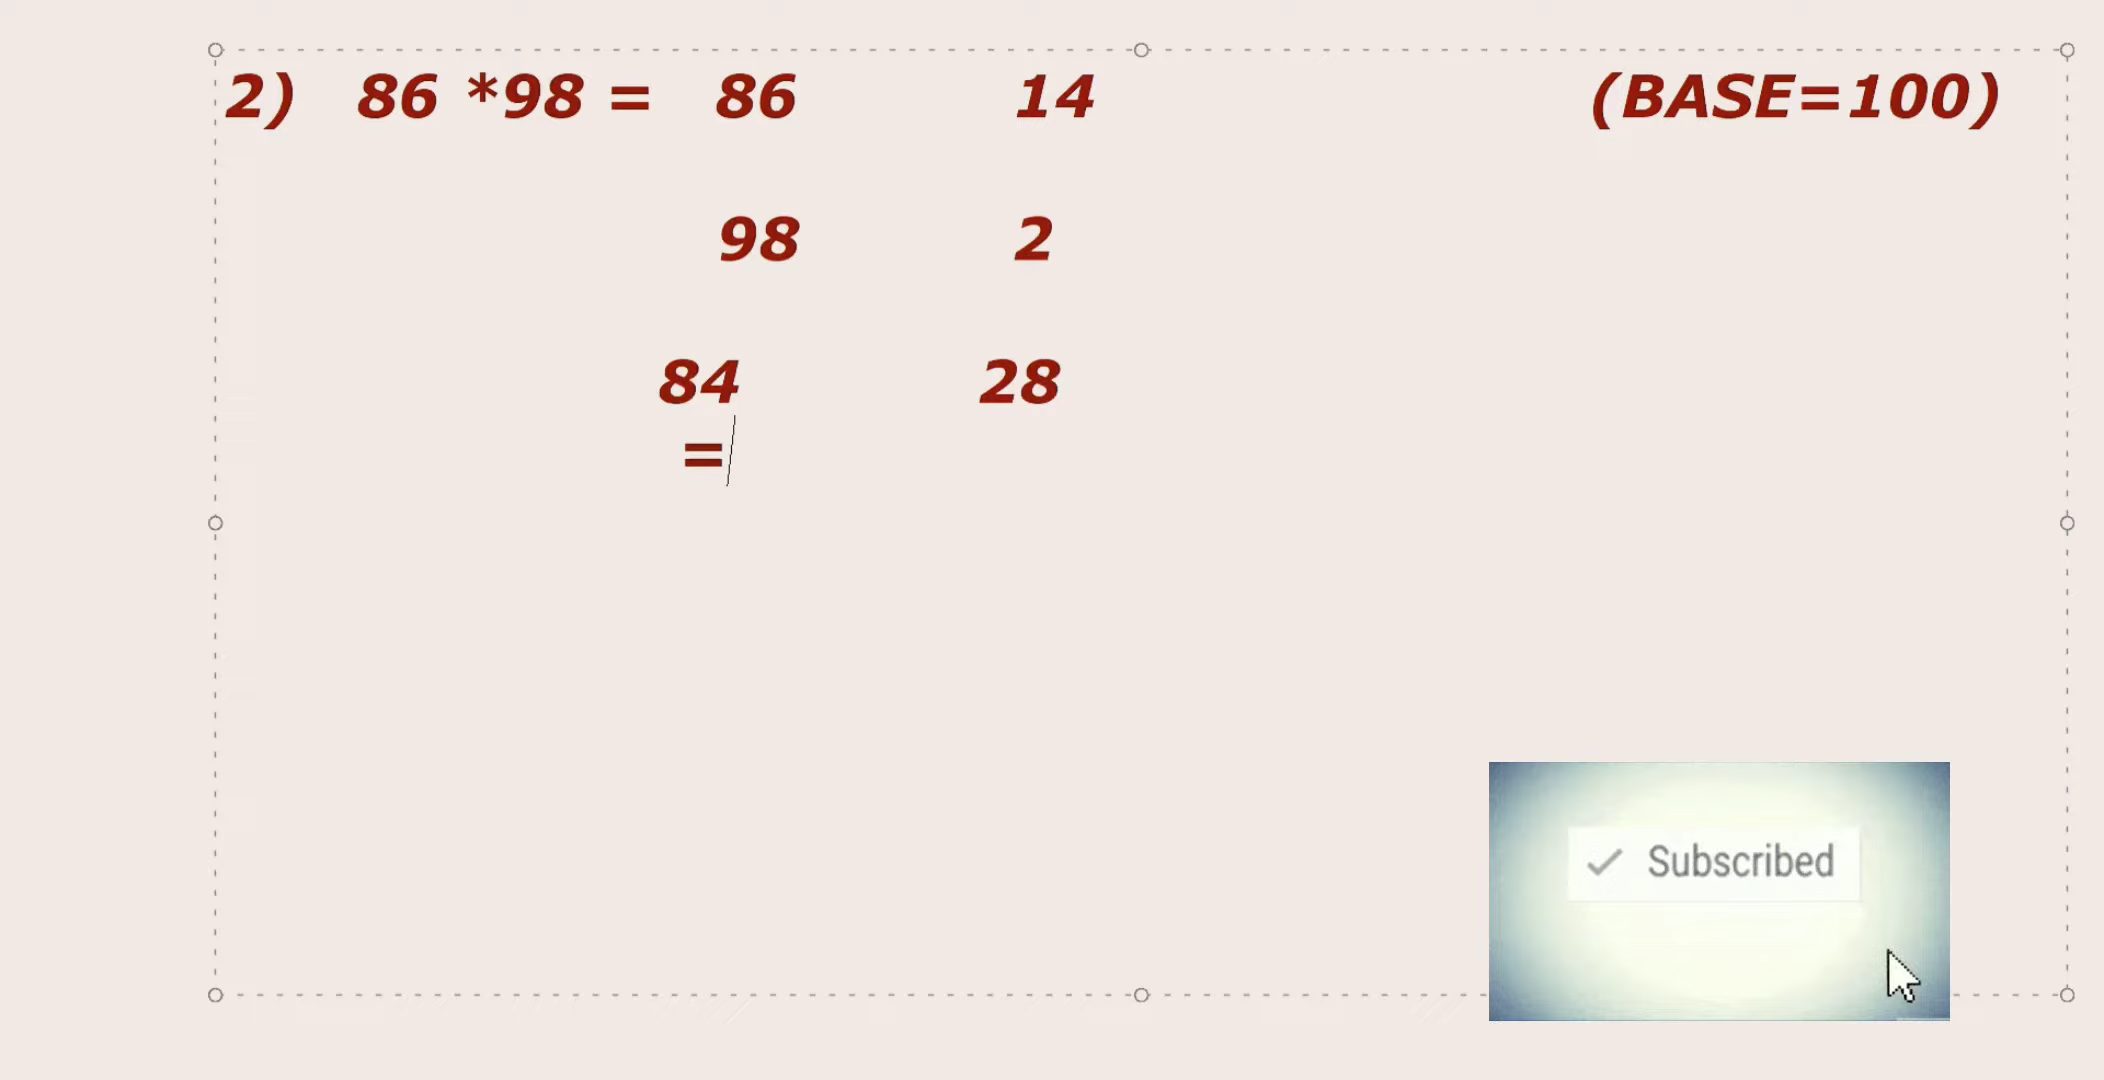 2) 86 *98 = 86 14 (BASE=100)
98 2
84 28
=
Subscribed